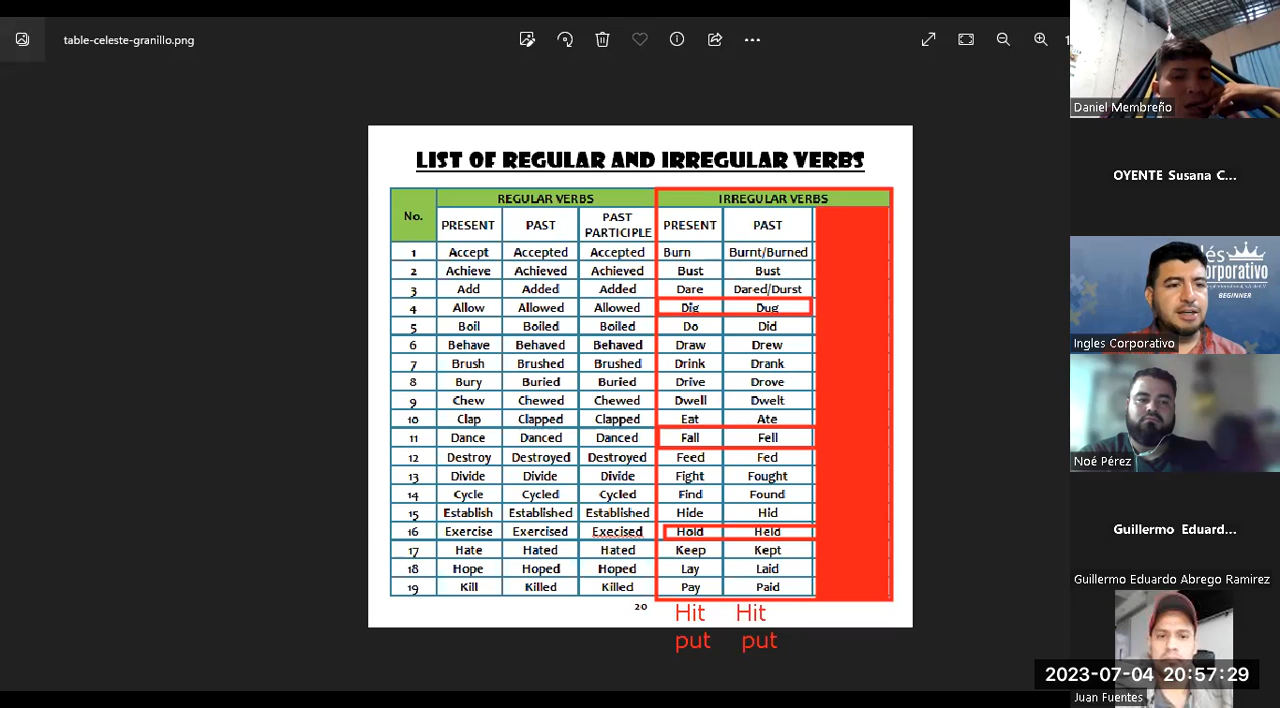 table-celeste-granillo.png
LIST OF REGULAR AND IRREGULAR VERBS
No. REGULAR VERBS IRREGULAR VERBS
PRESENT PAST PAST PARTICIPLE PRESENT PAST
1 Accept Accepted Accepted Burn Burnt/Burned
2 Achieve Achieved Achieved Bust Bust
3 Add Added Added Dare Dared/Durst
4 Allow Allowed Allowed Dig Dug
5 Boil Boiled Boiled Do Did
6 Behave Behaved Behaved Draw Drew
7 Brush Brushed Brushed Drink Drank
8 Bury Buried Buried Drive Drove
9 Chew Chewed Chewed Dwell Dwelt
10 Clap Clapped Clapped Eat Ate
11 Dance Danced Danced Fall Fell
12 Destroy Destroyed Destroyed Feed Fed
13 Divide Divide Divide Fight Fought
14 Cycle Cycled Cycled Find Found
15 Establish Established Established Hide Hid
16 Exercise Exercised Execised Hold Held
17 Hate Hated Hated Keep Kept
18 Hope Hoped Hoped Lay Laid
19 Kill Killed Killed Pay Paid
20
Hit Hit
put put
Daniel Membreño
OYENTE Susana C...
BEGINNER
Ingles Corporativo
Noé Pérez
Guillermo Eduard...
Guillermo Eduardo Abrego Ramirez
2023-07-04 20:57:29
Juan Fuentes